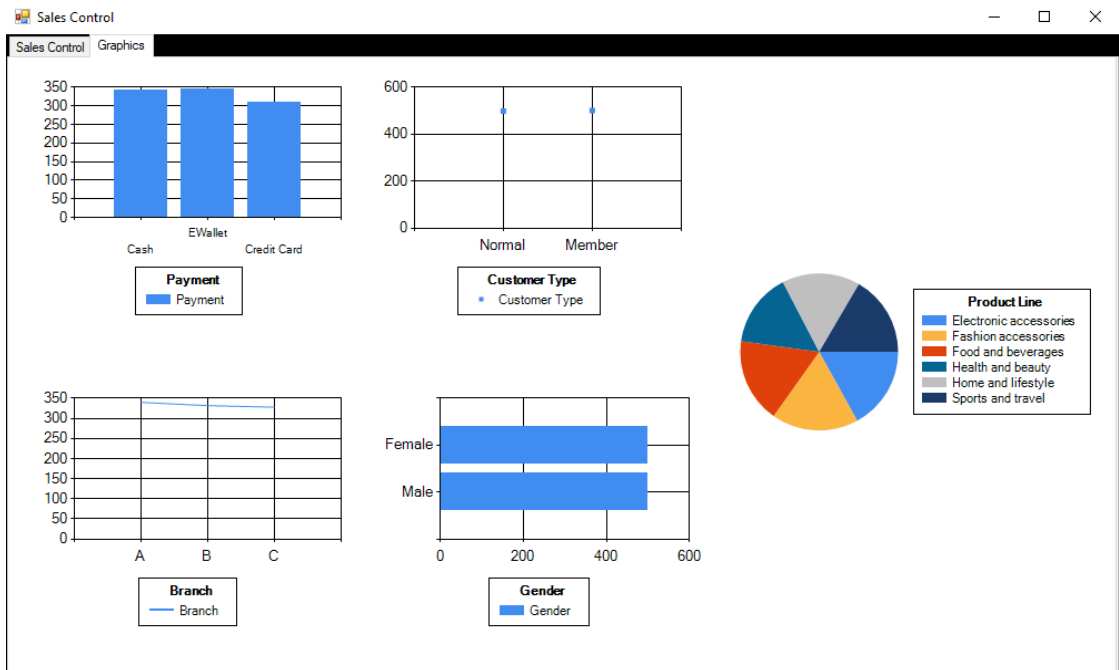 Sales Control
Sales Control Graphics
350
300
250
200
150
100
50
0
EWallet
Cash Credit Card
Payment
Payment
600
400
200
0
Normal Member
Customer Type
Customer Type
Product Line
Electronic accessories
Fashion accessories
Food and beverages
Health and beauty
Home and lifestyle
Sports and travel
350
300
250
200
150
100
50
0
A B C
Branch
Branch
Female
Male
0 200 400 600
Gender
Gender